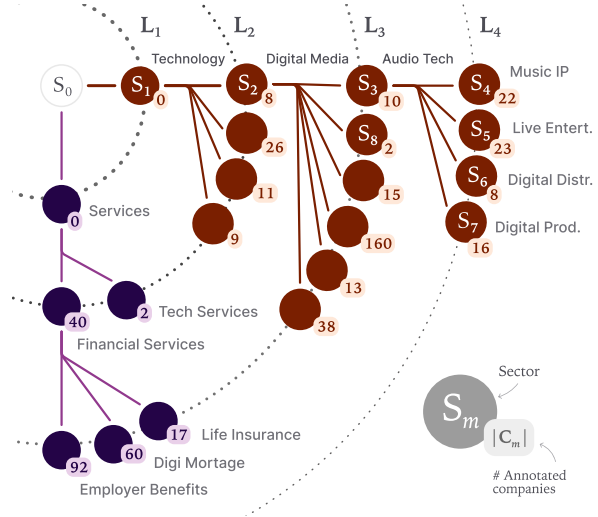 L1 L2 L3 L4
Technology Digital Media Audio Tech
S0 S1 0 S2 8 S3 10 S4 22 Music IP
26 S8 2 S5 23 Live Entert.
11 15 S6 8 Digital Distr.
0 Services 9 160 S7 16 Digital Prod.
13
40 2 Tech Services 38
Financial Services
Sector
Sm
17 Life Insurance |Cm|
92 60 Digi Mortage
# Annotated
companies
Employer Benefits